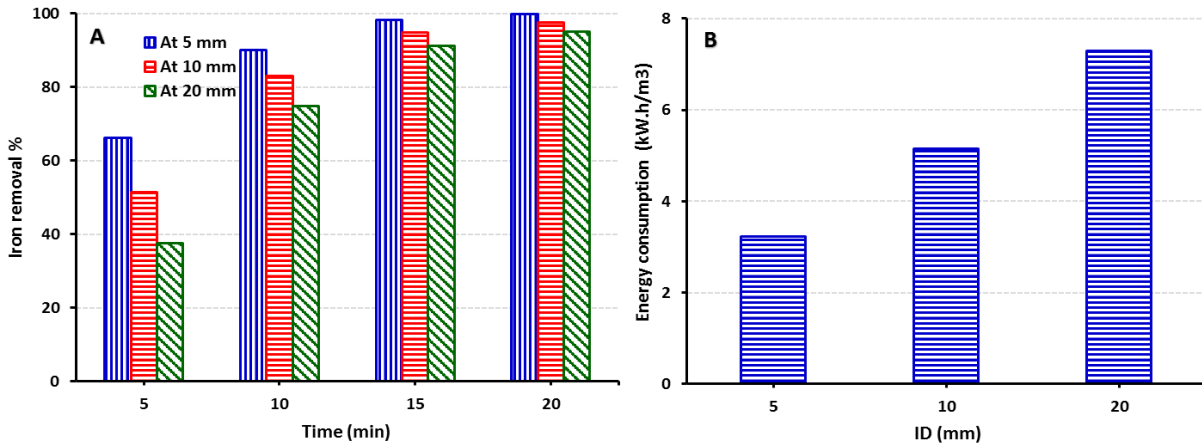 A
At 5 mm
At 10 mm
At 20 mm
Iron removal %
100
80
60
40
20
0
5 10 15 20
Time (min)
B
Energy consumption (kW.h/m3)
8
6
4
2
0
5 10 20
ID (mm)